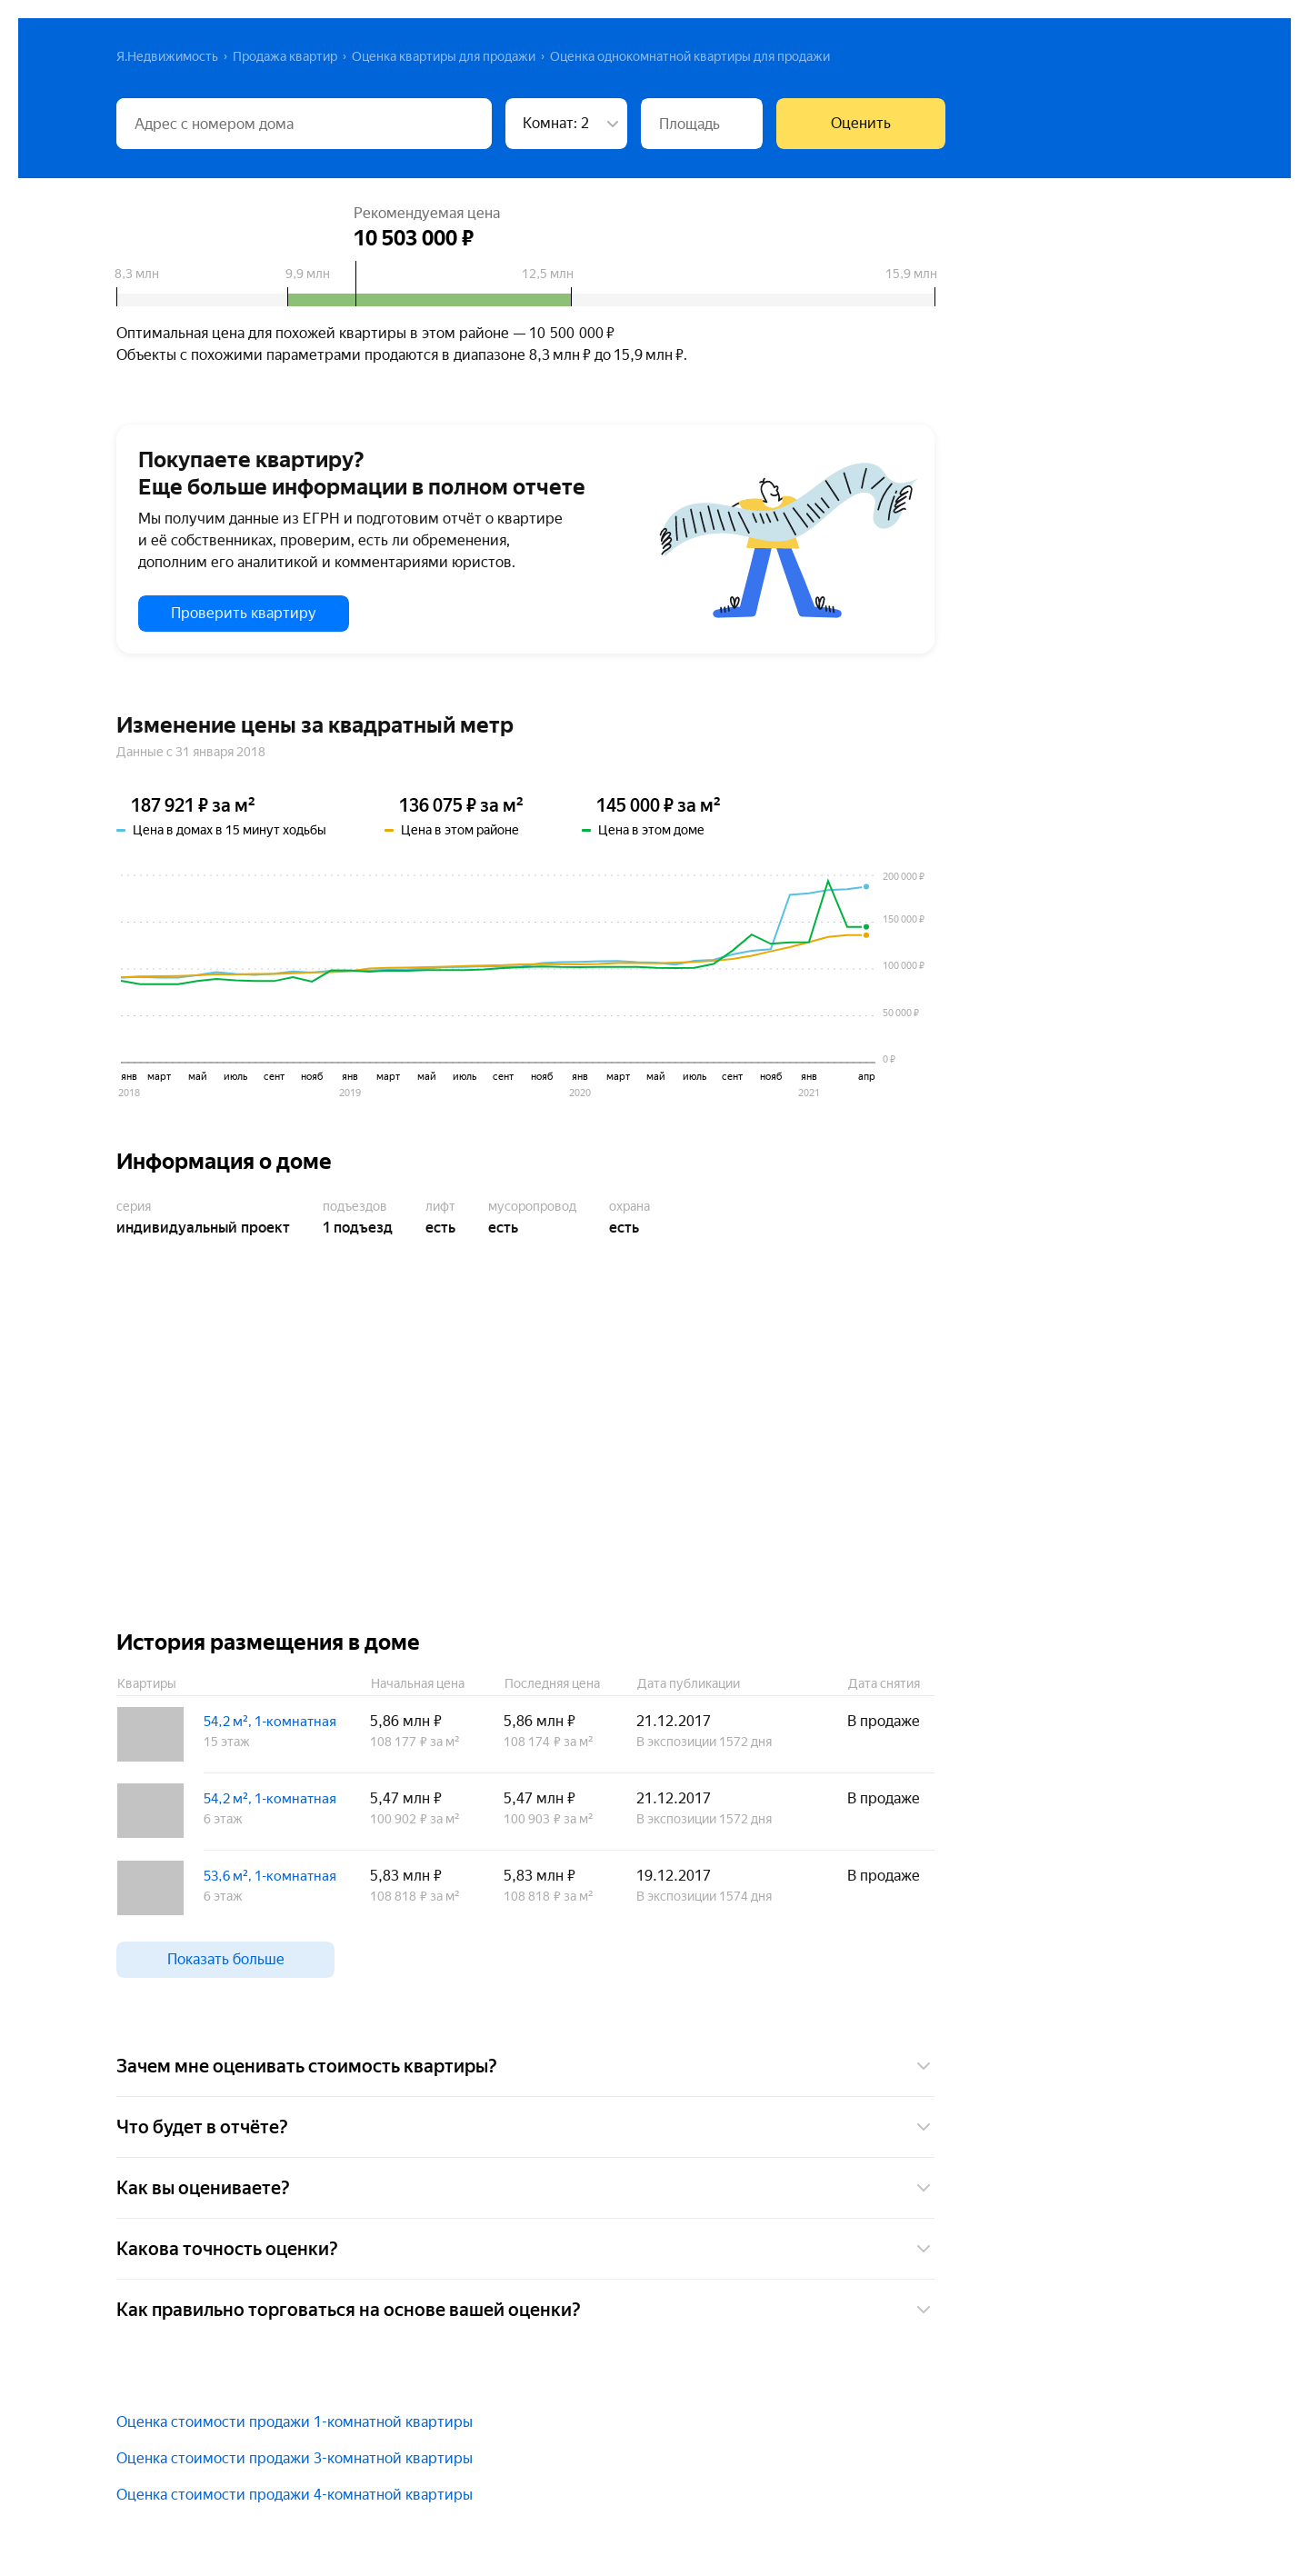 Я.Недвижимость › Продажа квартир › Оценка квартиры для продажи › Оценка однокомнатной квартиры для продажи
Адрес с номером дома
Комнат: 2
Площадь
Оценить
Рекомендуемая цена
10 503 000 ₽
8,3 млн
9,9 млн
12,5 млн
15,9 млн
Оптимальная цена для похожей квартиры в этом районе — 10 500 000 ₽
Объекты с похожими параметрами продаются в диапазоне 8,3 млн ₽ до 15,9 млн ₽.
Покупаете квартиру?
Еще больше информации в полном отчете
Мы получим данные из ЕГРН и подготовим отчёт о квартире
и её собственниках, проверим, есть ли обременения,
дополним его аналитикой и комментариями юристов.
Проверить квартиру
Изменение цены за квадратный метр
Данные с 31 января 2018
187 921 ₽ за м²
Цена в домах в 15 минут ходьбы
136 075 ₽ за м²
Цена в этом районе
145 000 ₽ за м²
Цена в этом доме
200 000 ₽
150 000 ₽
100 000 ₽
50 000 ₽
0 ₽
янв март май июль сент нояб янв март май июль сент нояб янв март май июль сент нояб янв апр
2018 2019 2020 2021
Информация о доме
серия подъездов лифт мусоропровод охрана
индивидуальный проект 1 подъезд есть есть есть
История размещения в доме
Квартиры Начальная цена Последняя цена Дата публикации Дата снятия
54,2 м², 1-комнатная 5,86 млн ₽ 5,86 млн ₽ 21.12.2017 В продаже
15 этаж 108 177 ₽ за м² 108 174 ₽ за м² В экспозиции 1572 дня
54,2 м², 1-комнатная 5,47 млн ₽ 5,47 млн ₽ 21.12.2017 В продаже
6 этаж 100 902 ₽ за м² 100 903 ₽ за м² В экспозиции 1572 дня
53,6 м², 1-комнатная 5,83 млн ₽ 5,83 млн ₽ 19.12.2017 В продаже
6 этаж 108 818 ₽ за м² 108 818 ₽ за м² В экспозиции 1574 дня
Показать больше
Зачем мне оценивать стоимость квартиры?
Что будет в отчёте?
Как вы оцениваете?
Какова точность оценки?
Как правильно торговаться на основе вашей оценки?
Оценка стоимости продажи 1-комнатной квартиры
Оценка стоимости продажи 3-комнатной квартиры
Оценка стоимости продажи 4-комнатной квартиры